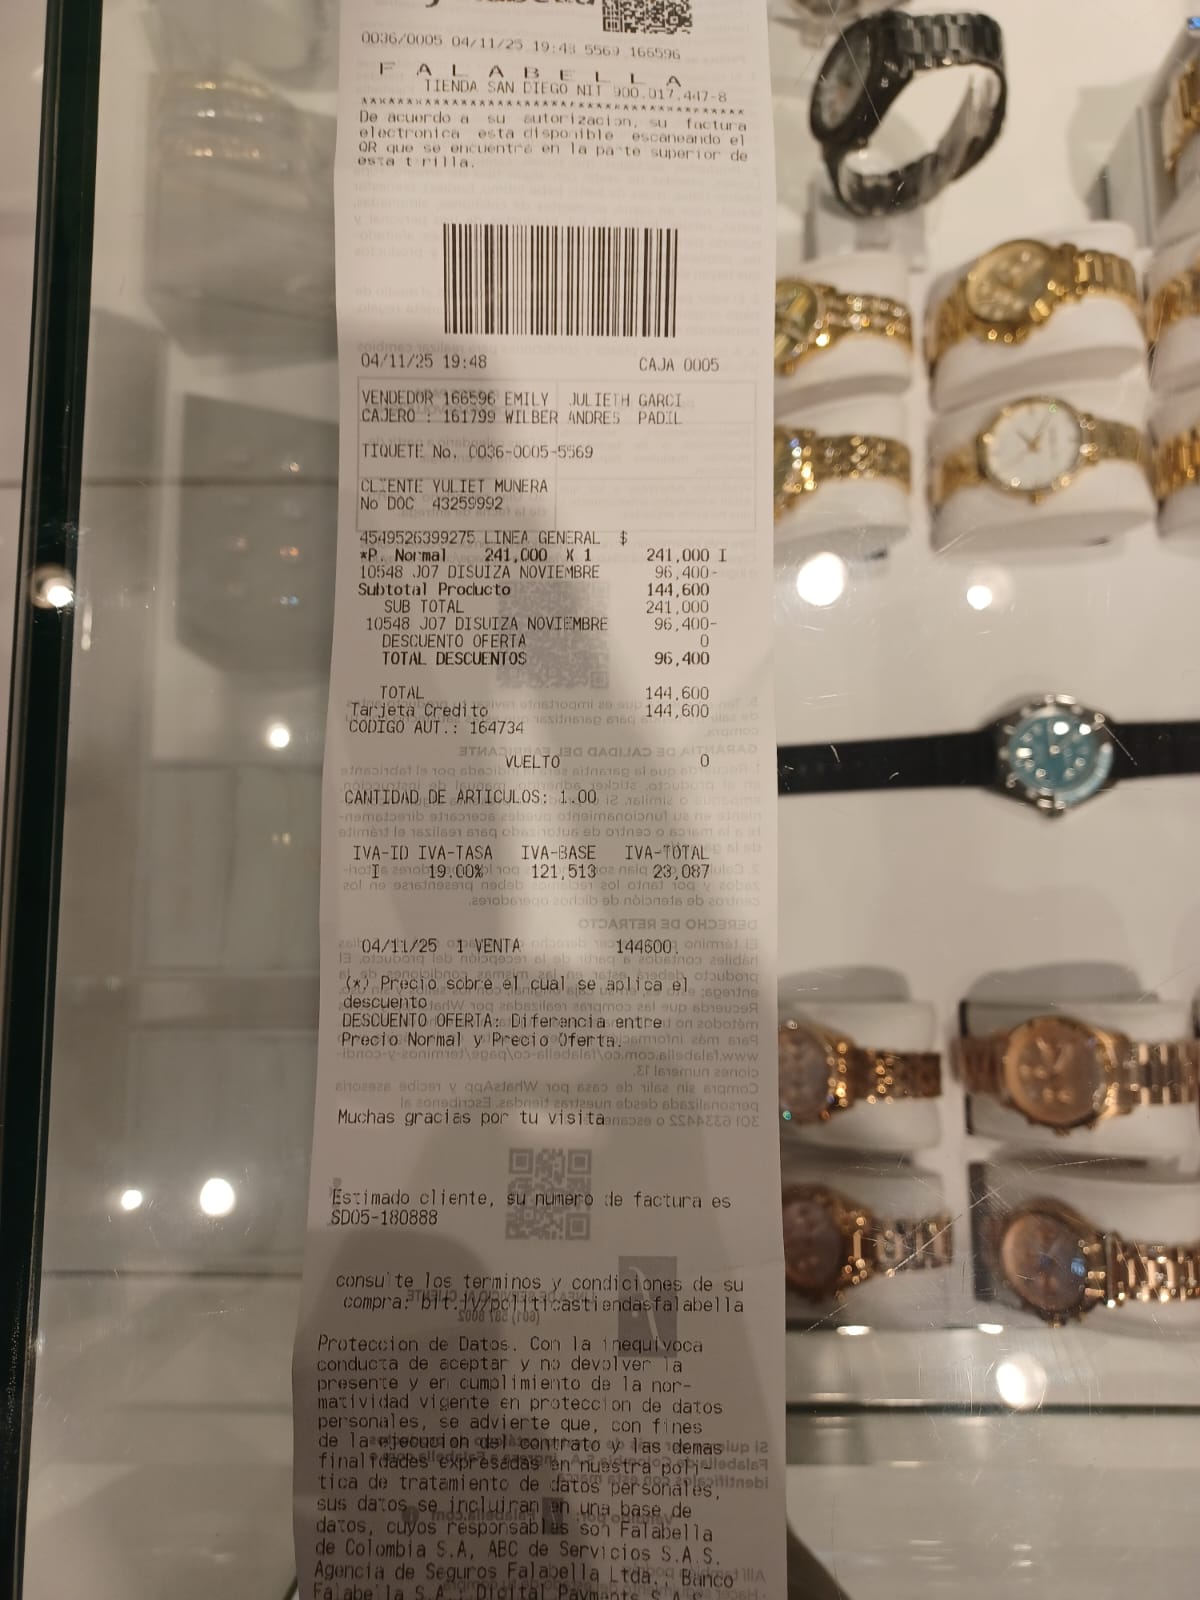 0036/0005 04/11/25 19:48 5569 166596
F A L A B E L L A
TIENDA SAN DIEGO NIT 900.017.447-8
De acuerdo a su autorizacion, su factura
electronica esta disponible escaneando el
QR que se encuentra en la parte superior de
esta tirilla.
04/11/25 19:48 CAJA 0005
VENDEDOR 166596 EMILY JULIETH GARCI
CAJERO : 161799 WILBER ANDRES PADIL
TIQUETE No. 0036-0005-5569
CLIENTE YULIET MUNERA
No DOC 43259992
4549526399275 LINEA GENERAL $
*P. Normal 241,000 X 1 241,000 I
10548 J07 DISUIZA NOVIEMBRE 96,400-
Subtotal Producto 144,600
SUB TOTAL 241,000
10548 J07 DISUIZA NOVIEMBRE 96,400-
DESCUENTO OFERTA 0
TOTAL DESCUENTOS 96,400
TOTAL 144,600
Tarjeta Credito 144,600
CODIGO AUT.: 164734
VUELTO 0
CANTIDAD DE ARTICULOS: 1.00
IVA-ID IVA-TASA IVA-BASE IVA-TOTAL
I 19.00% 121,513 23,087
04/11/25 1 VENTA 144600
(*) Precio sobre el cual se aplica el
descuento
DESCUENTO OFERTA: Diferencia entre
Precio Normal y Precio Oferta.
Muchas gracias por tu visita
Estimado cliente, su numero de factura es
SD05-180888
consulte los terminos y condiciones de su
compra: bit.ly/politicastiendasfalabella
Proteccion de Datos. Con la inequivoca
conducta de aceptar y no devolver la
presente y en cumplimiento de la nor-
matividad vigente en proteccion de datos
personales, se advierte que, con fines
de la ejecucion del contrato y las demas
finalidades expresadas en nuestra poli-
tica de tratamiento de datos personales,
sus datos se incluiran en una base de
datos, cuyos responsables son Falabella
de Colombia S.A, ABC de Servicios S.A.S.
Agencia de Seguros Falabella Ltda., Banco
Falabella S.A., Digital Payments S.A.S.